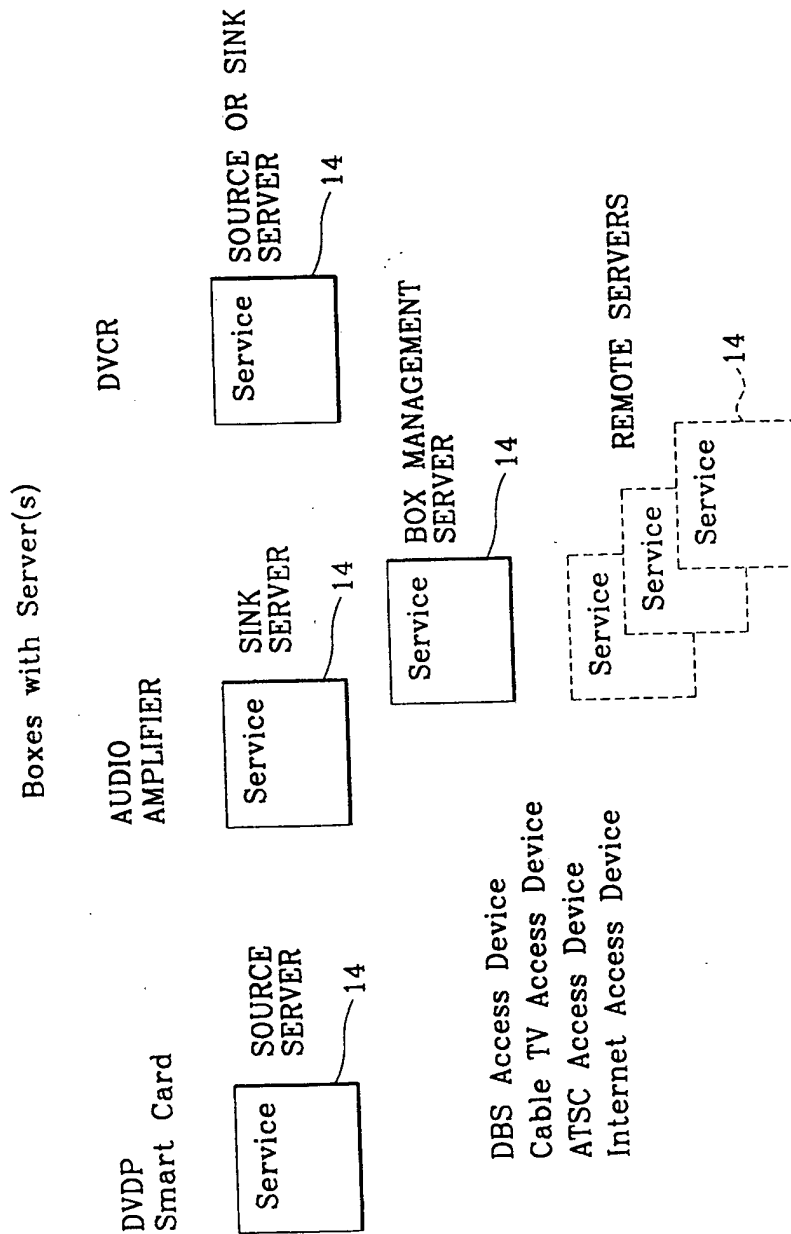 Boxes with Server(s)
DVDP
Smart Card
Service
SOURCE
SERVER
14
AUDIO
AMPLIFIER
Service
SINK
SERVER
14
DVCR
Service
SOURCE OR SINK
SERVER
14
DBS Access Device
Cable TV Access Device
ATSC Access Device
Internet Access Device
Service
BOX MANAGEMENT
SERVER
14
Service
Service
Service
REMOTE SERVERS
14